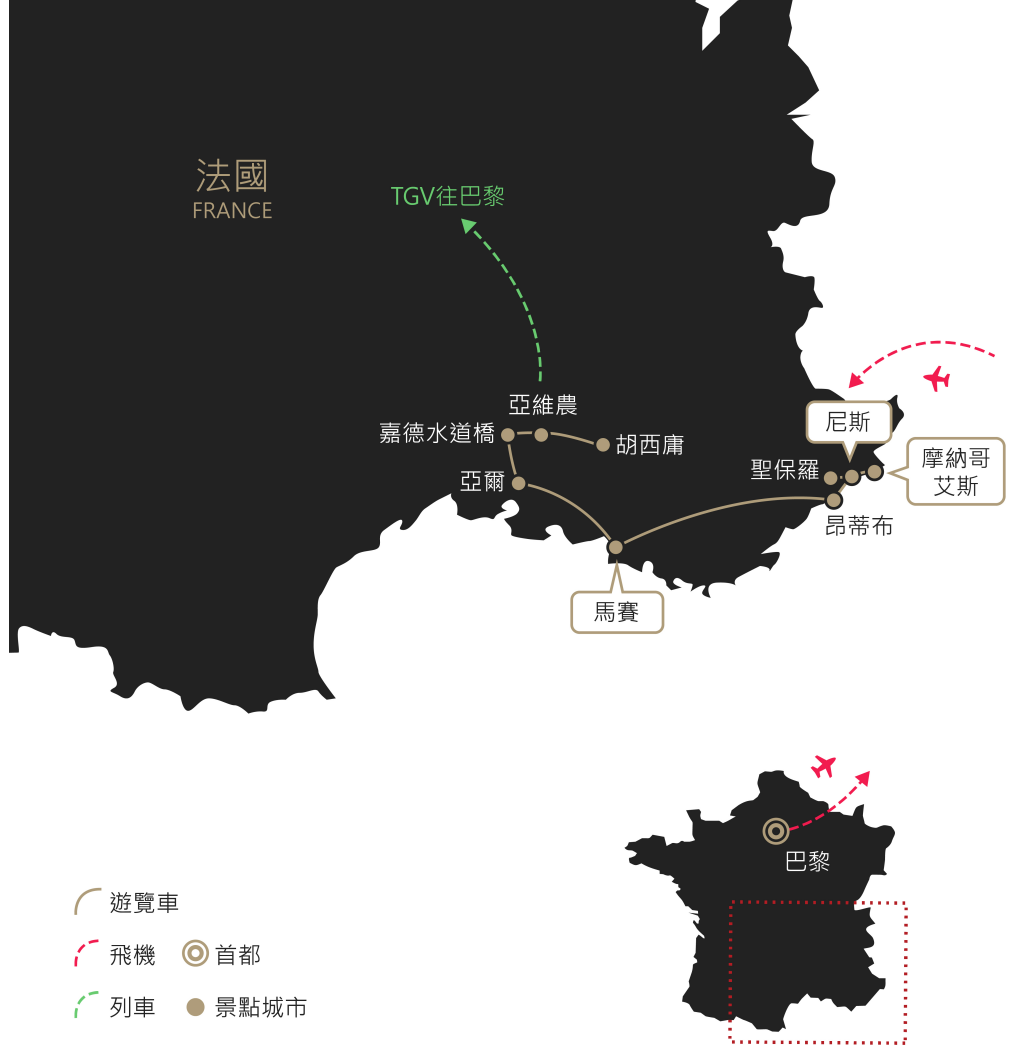 法國
FRANCE
TGV往巴黎
亞維農
嘉德水道橋
胡西庸
亞爾
尼斯
聖保羅
摩納哥
艾斯
昂蒂布
馬賽
巴黎
遊覽車
飛機
首都
列車
景點城市